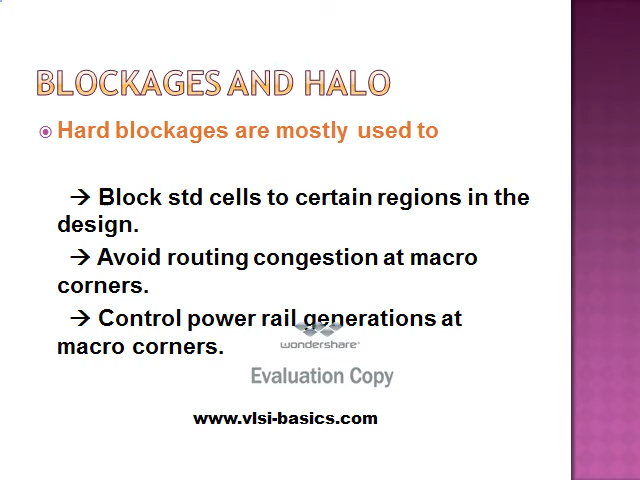 BLOCKAGES AND HALO
Hard blockages are mostly used to
→ Block std cells to certain regions in the
design.
→ Avoid routing congestion at macro
corners.
→ Control power rail generations at
macro corners.
wondershare
Evaluation Copy
www.vlsi-basics.com